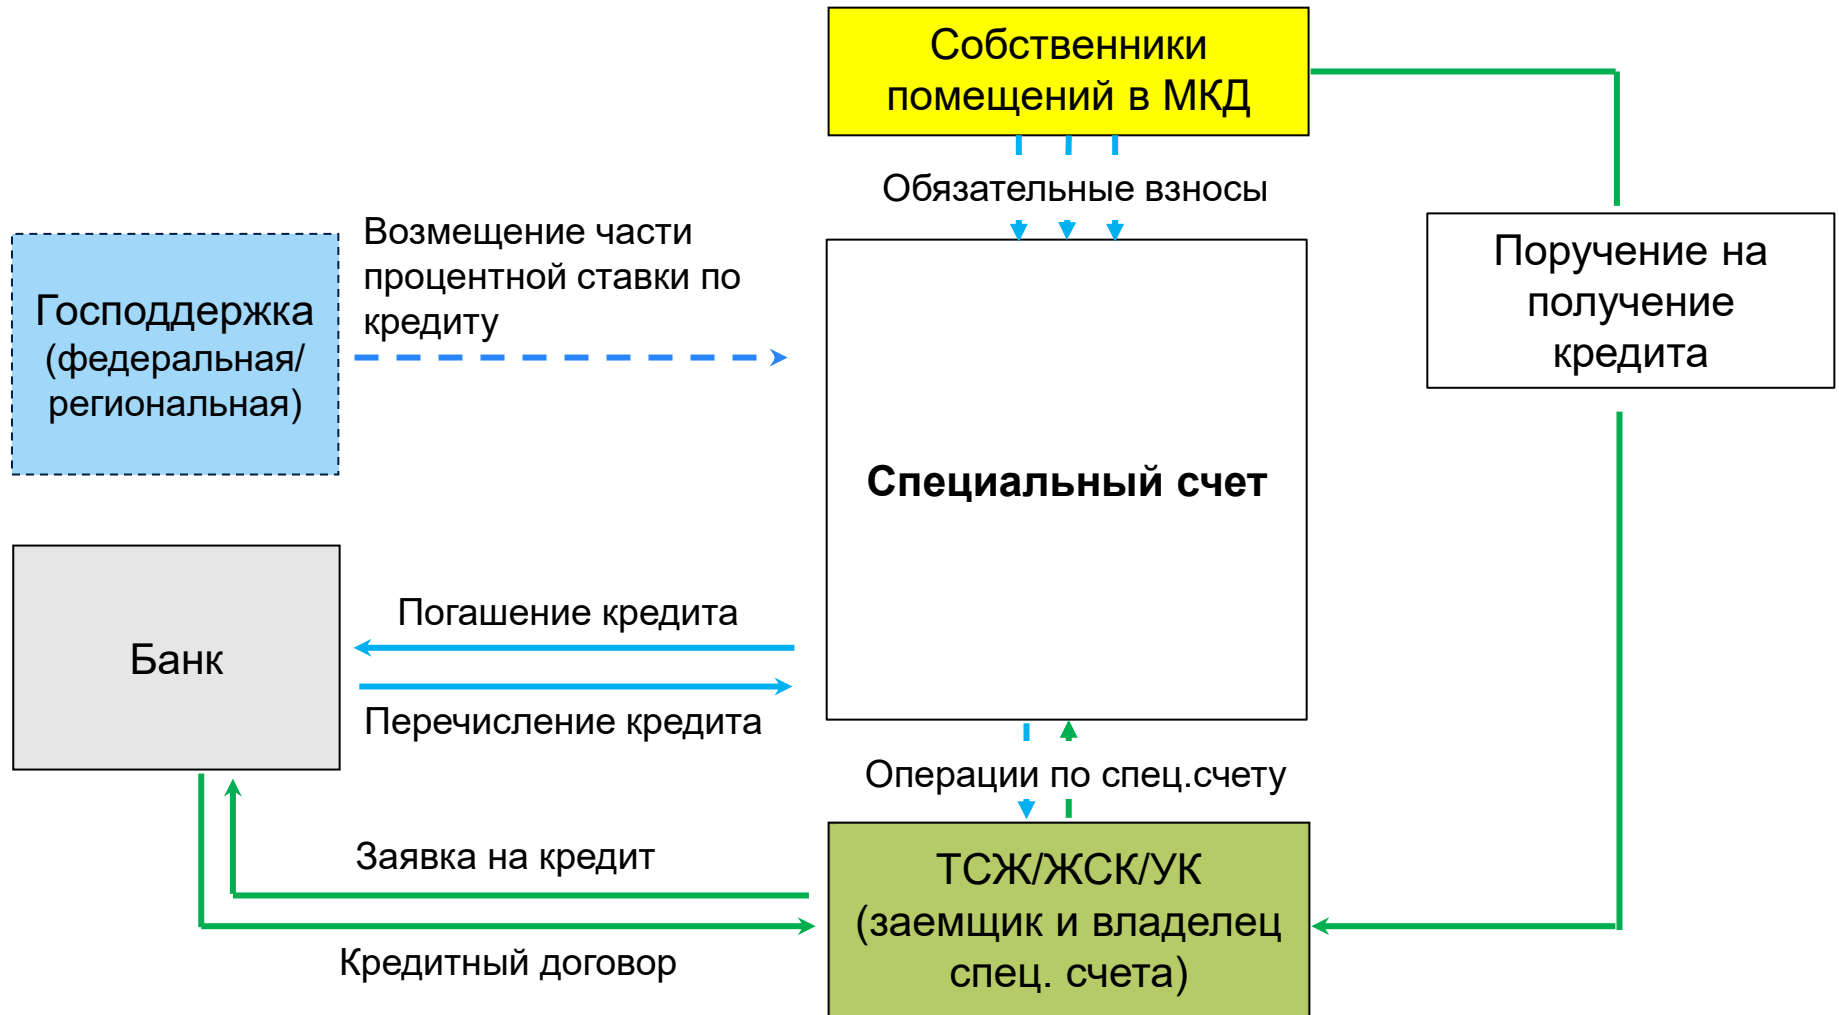 Собственники
помещений в МКД
Обязательные взносы
Возмещение части
процентной ставки по
кредиту
Господдержка
(федеральная/
региональная)
Поручение на
получение
кредита
Специальный счет
Погашение кредита
Банк
Перечисление кредита
Операции по спец.счету
Заявка на кредит
ТСЖ/ЖСК/УК
(заемщик и владелец
спец. счета)
Кредитный договор